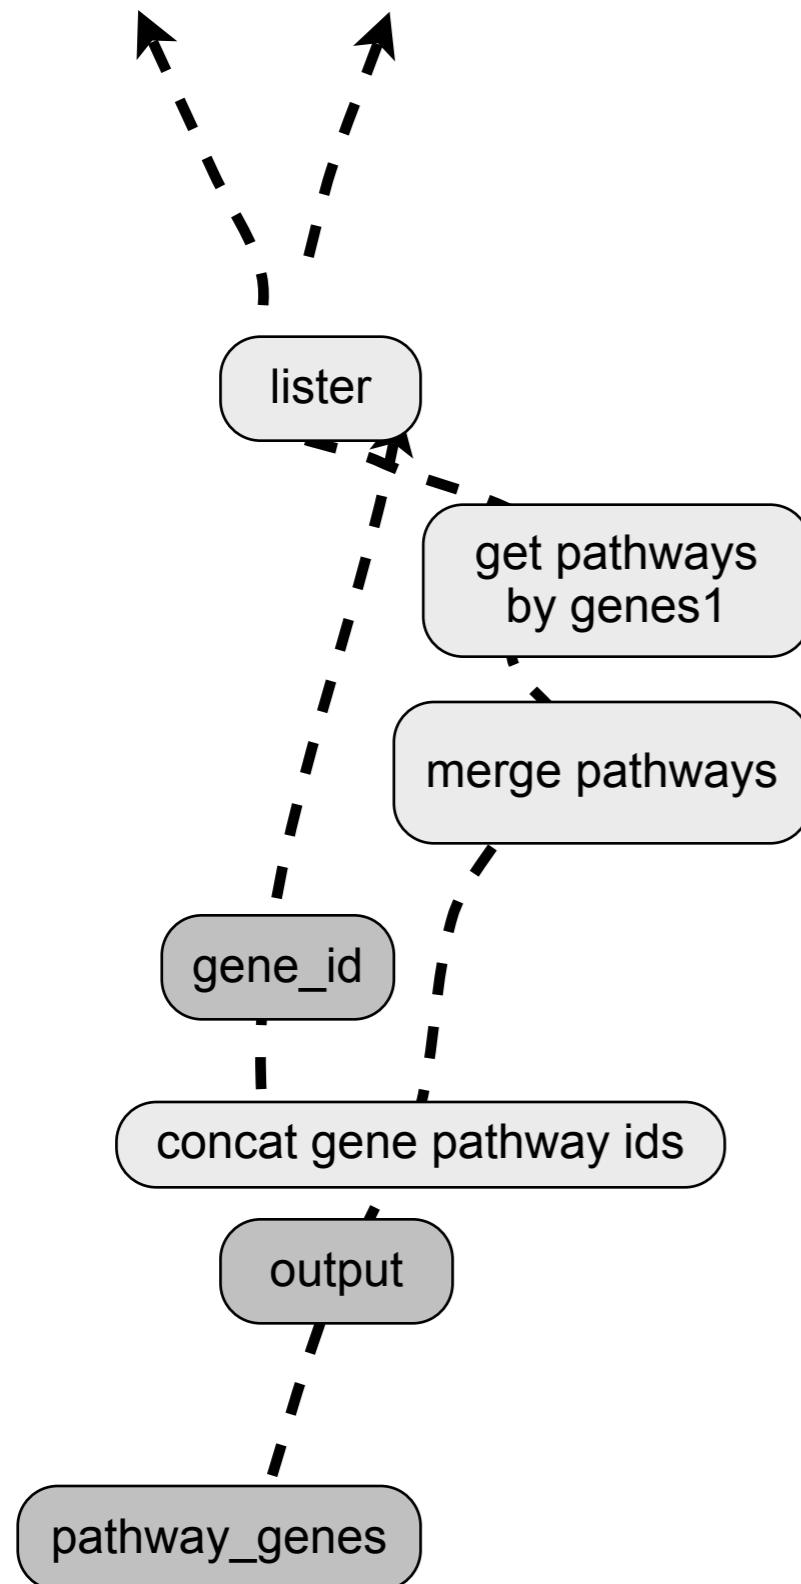 lister
get pathways
by genes1
merge pathways
gene_id
concat gene pathway ids
output
pathway_genes